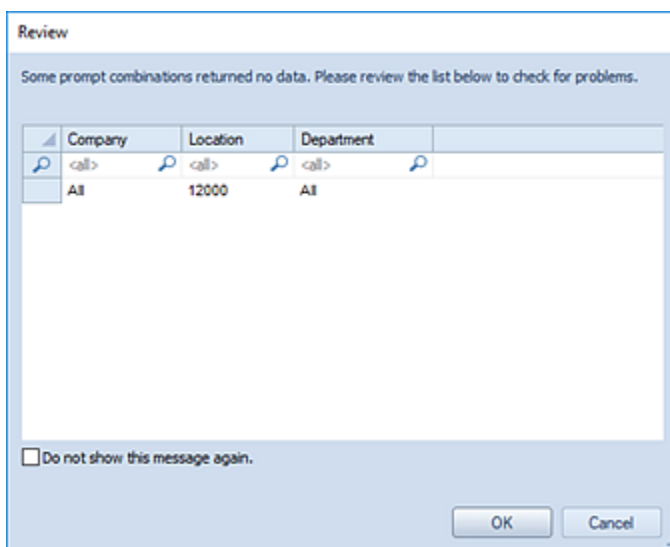 Review
Some prompt combinations returned no data. Please review the list below to check for problems.
Company Location Department
<all> <all> <all>
All 12000 All
Do not show this message again.
OK Cancel